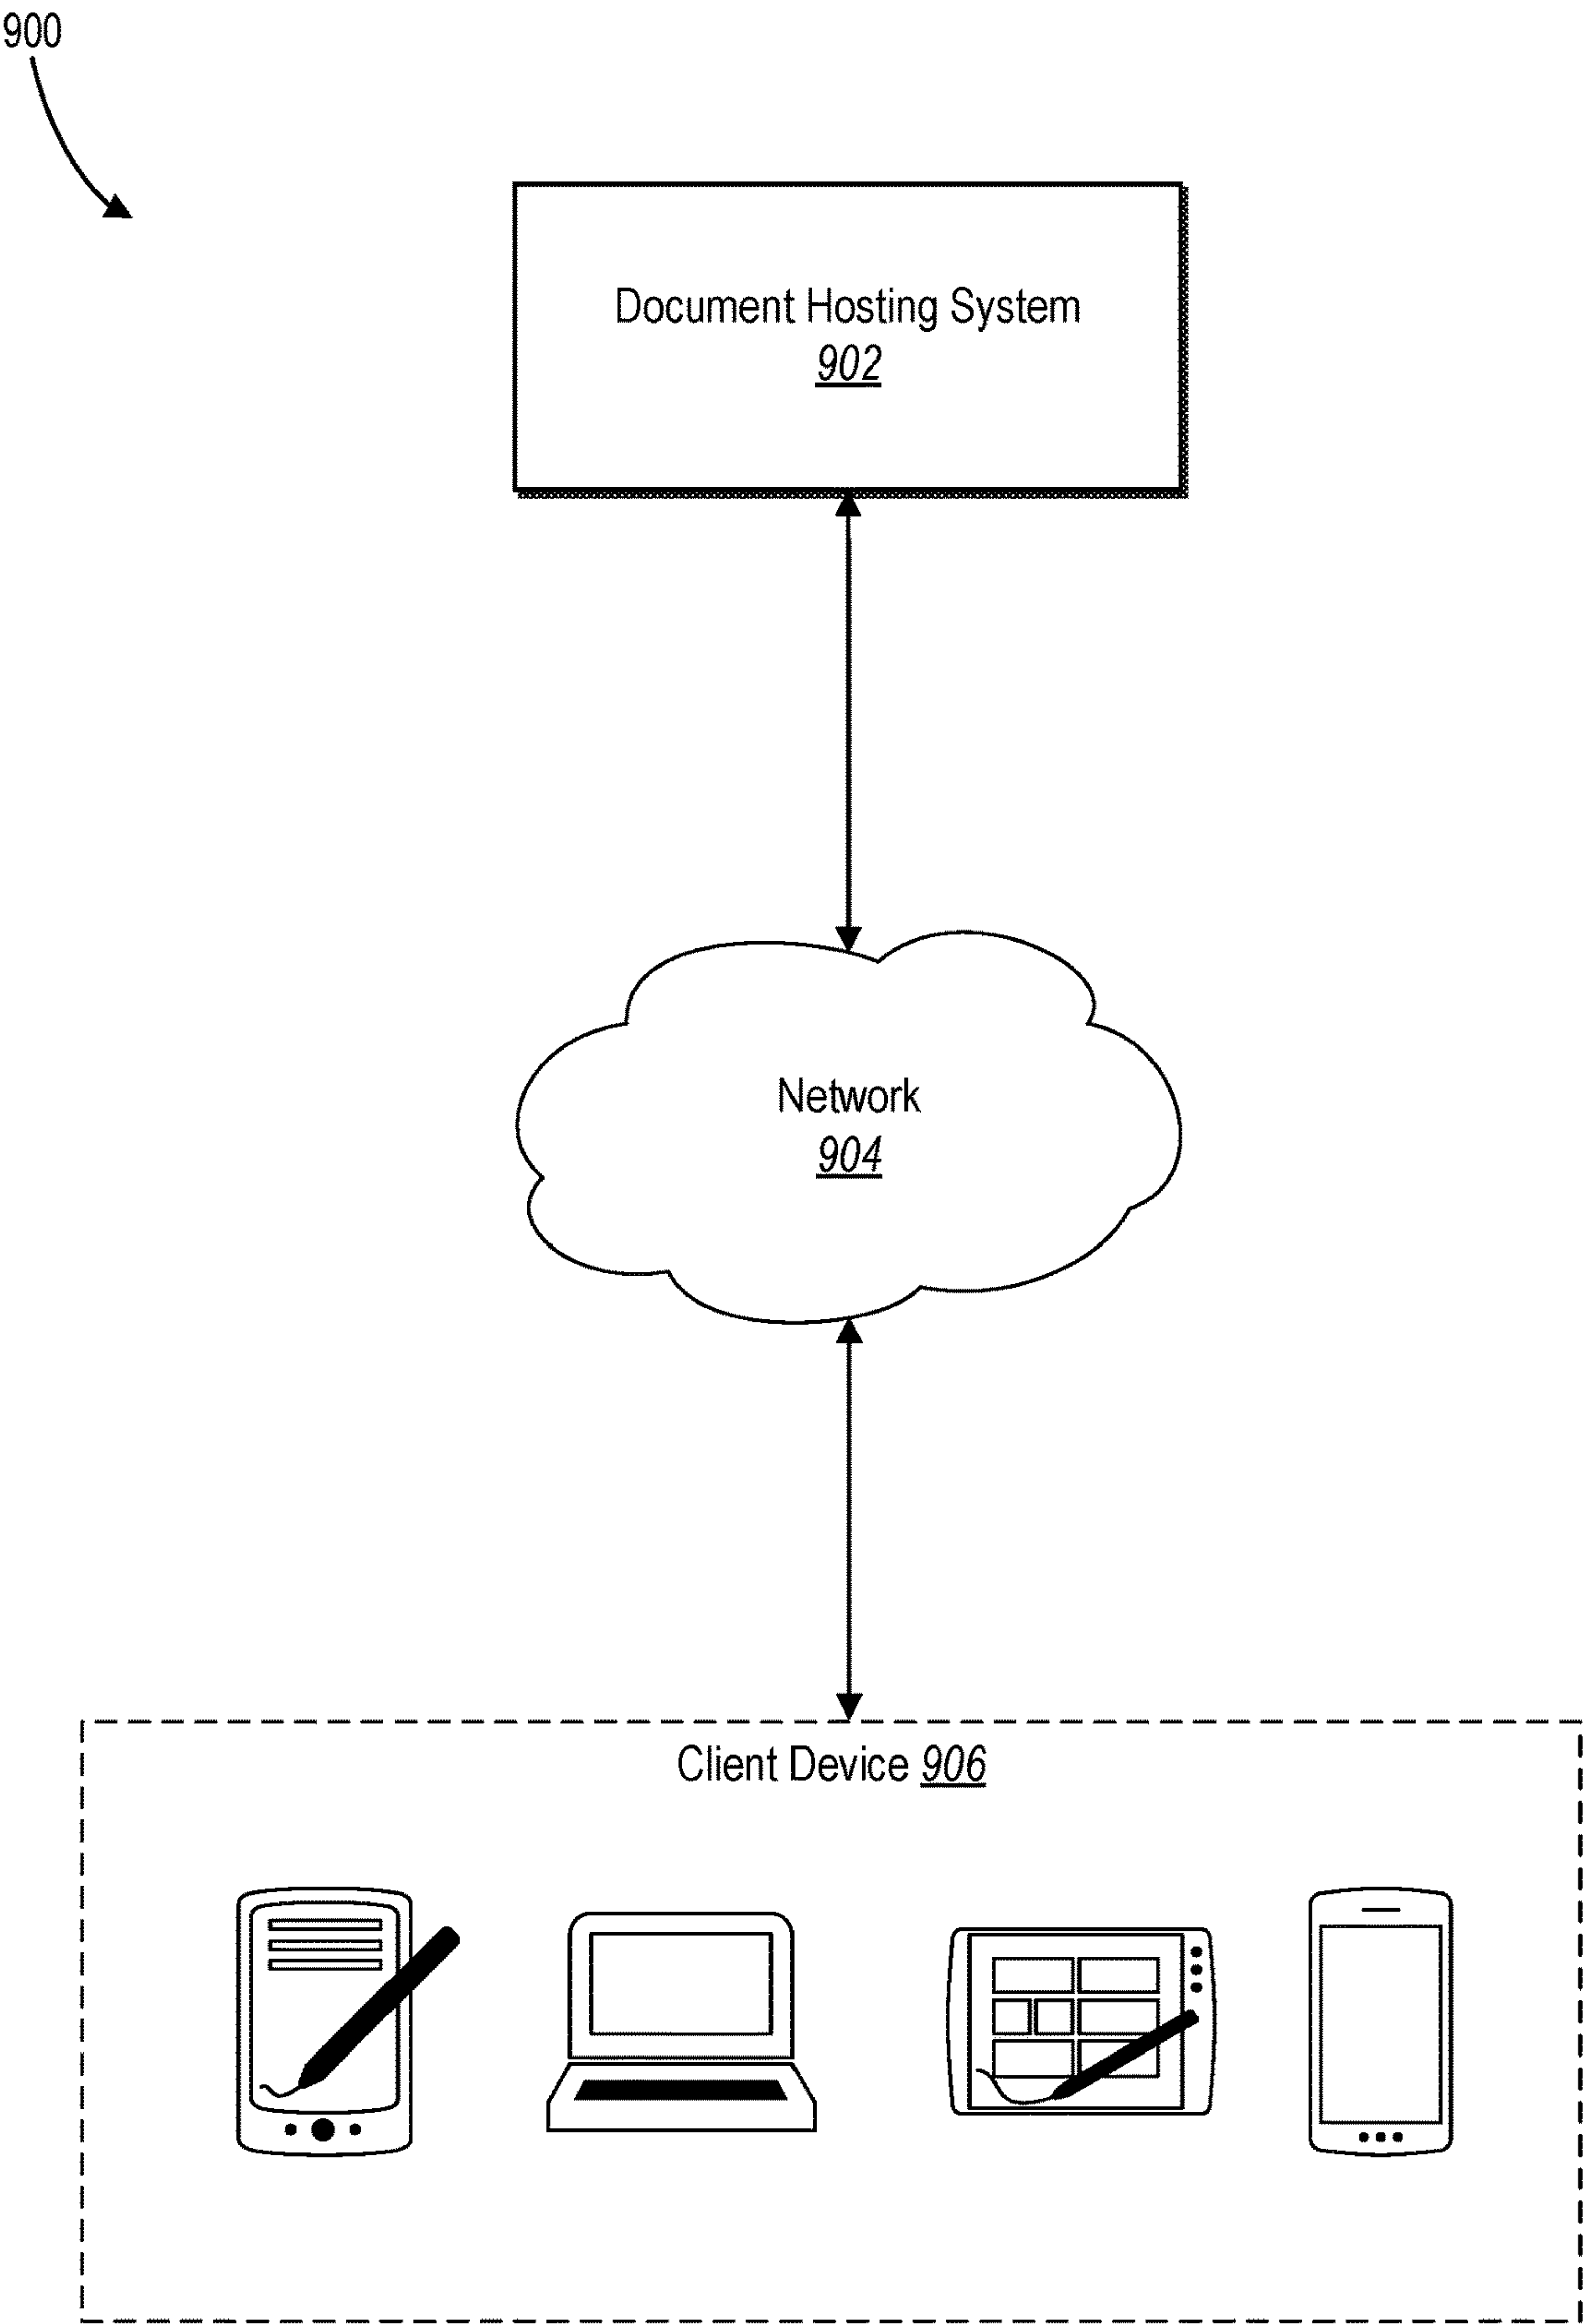 900
Document Hosting System
902
Network
904
Client Device 906